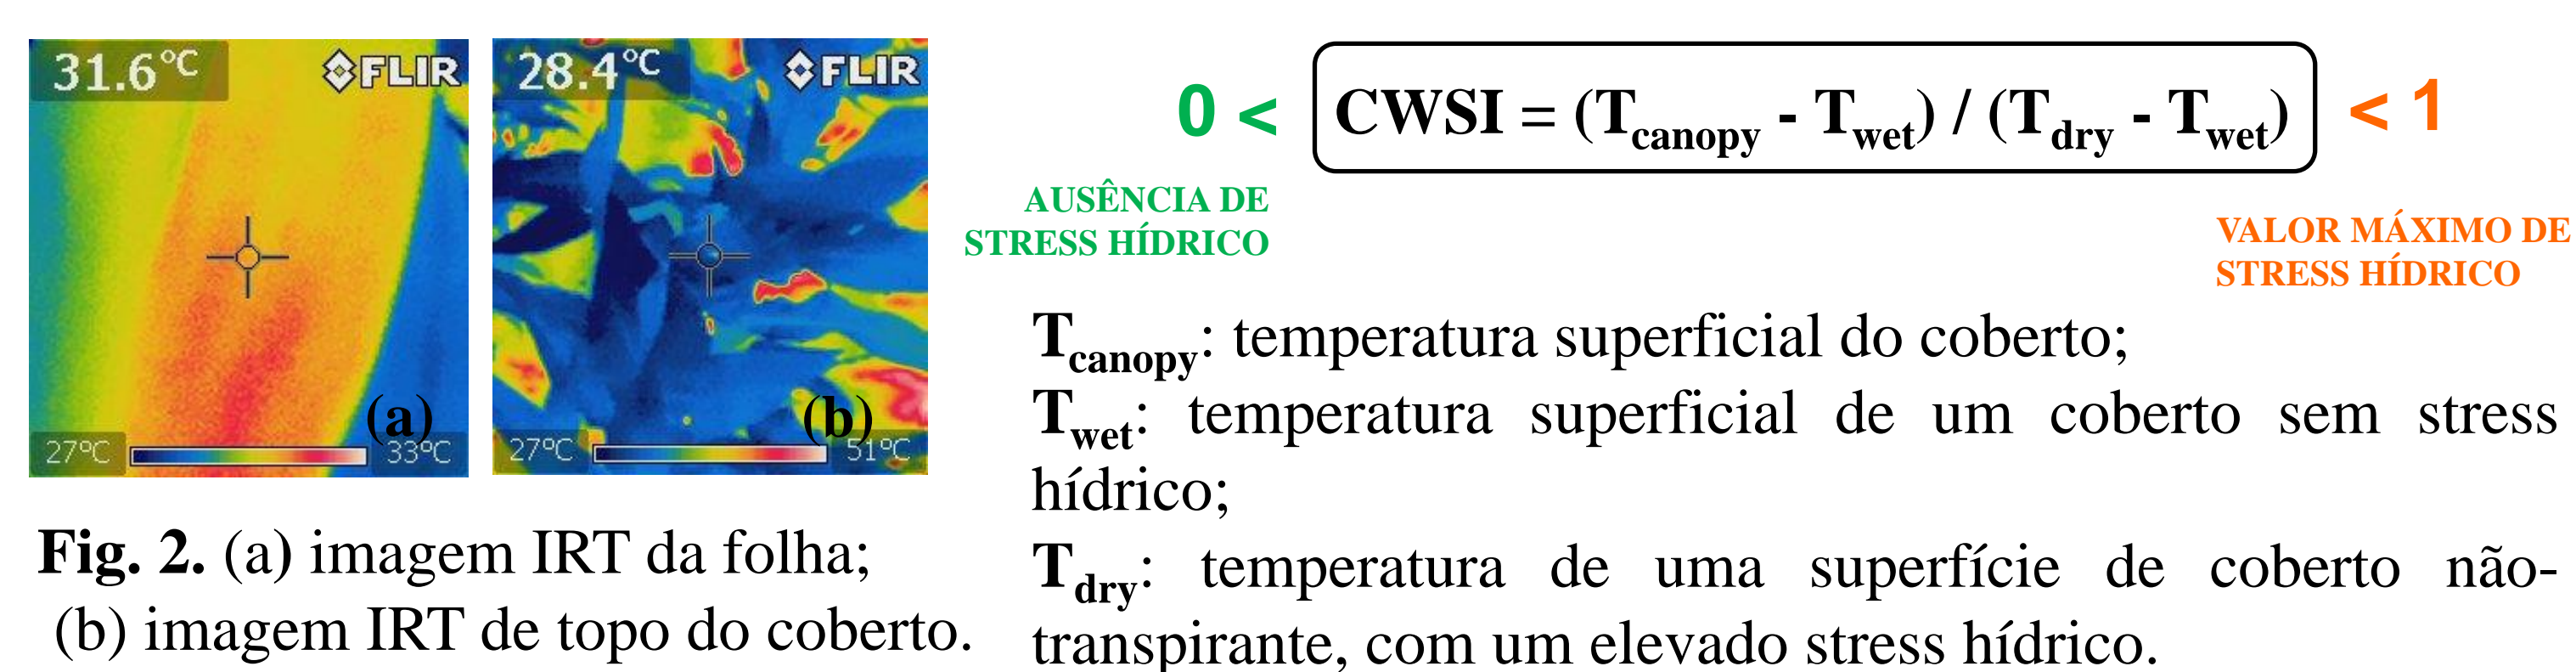 31.6°C FLIR
(a)
27°C 33°C
28.4°C FLIR
(b)
27°C 51°C
Fig. 2. (a) imagem IRT da folha;
(b) imagem IRT de topo do coberto.
0 < CWSI = (Tcanopy - Twet) / (Tdry - Twet) < 1
AUSÊNCIA DE
STRESS HÍDRICO
VALOR MÁXIMO DE
STRESS HÍDRICO
Tcanopy: temperatura superficial do coberto;
Twet: temperatura superficial de um coberto sem stress
hídrico;
Tdry: temperatura de uma superfície de coberto não-
transpirante, com um elevado stress hídrico.